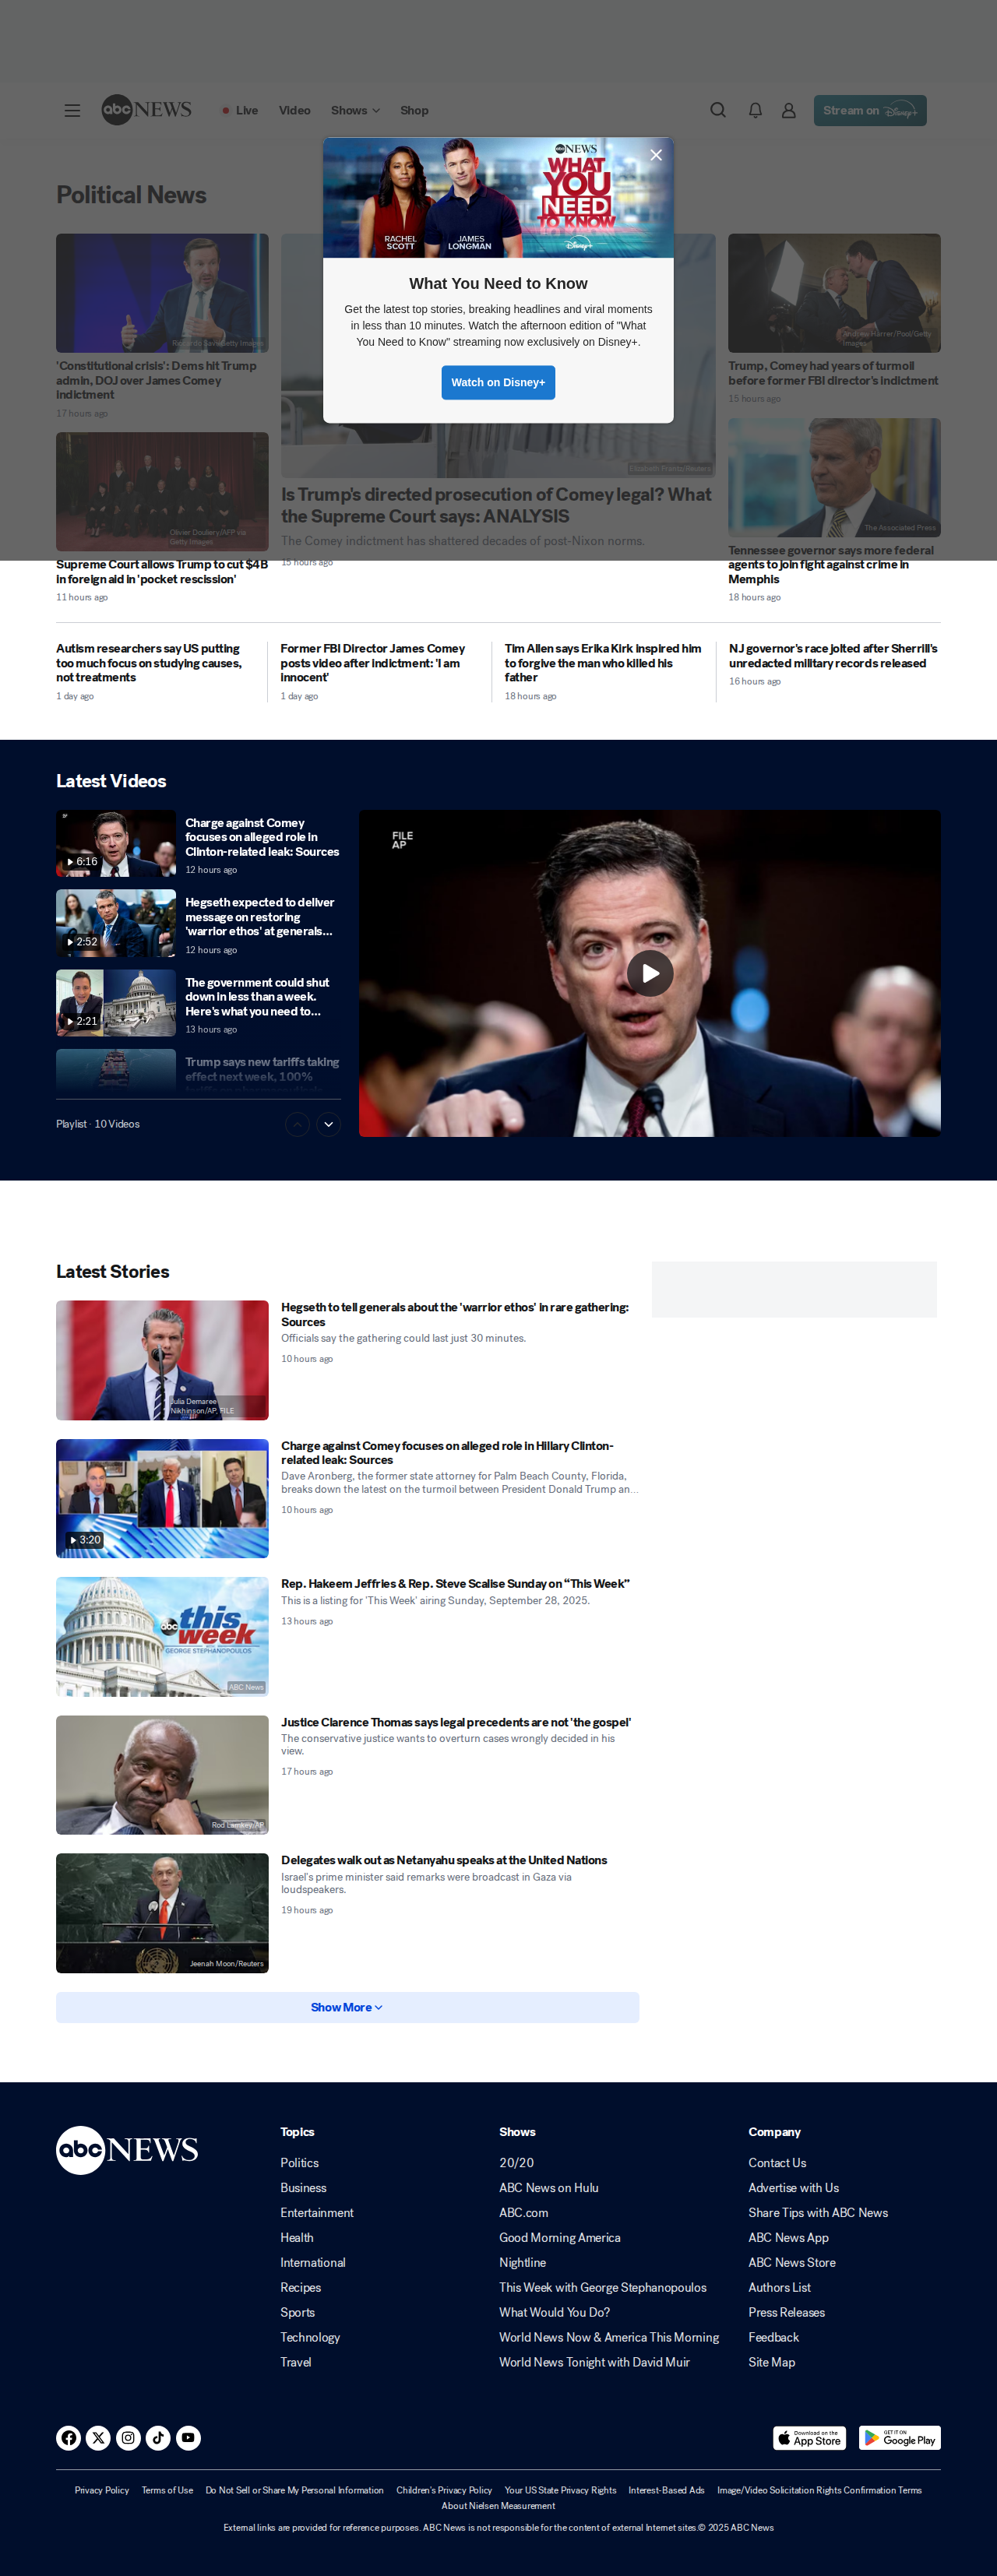 abc NEWS
Live
Video
Shows
Shop
Stream on Disney+
Political News
abc NEWS
WHAT
YOU
NEED
TO KNOW
RACHEL
SCOTT
JAMES
LONGMAN
Disney+
What You Need to Know
Get the latest top stories, breaking headlines and viral moments
in less than 10 minutes. Watch the afternoon edition of "What
You Need to Know" streaming now exclusively on Disney+.
Watch on Disney+
'Constitutional crisis': Dems hit Trump
admin, DOJ over James Comey
indictment
17 hours ago
Olivier Douliery/AFP via
Getty Images
Supreme Court allows Trump to cut $4B
in foreign aid in 'pocket rescission'
11 hours ago
Elizabeth Frantz/Reuters
Is Trump's directed prosecution of Comey legal? What
the Supreme Court says: ANALYSIS
The Comey indictment has shattered decades of post-Nixon norms.
15 hours ago
Andrew Harrer/Pool/Getty
Images
Trump, Comey had years of turmoil
before former FBI director's indictment
15 hours ago
The Associated Press
Tennessee governor says more federal
agents to join fight against crime in
Memphis
18 hours ago
Autism researchers say US putting
too much focus on studying causes,
not treatments
1 day ago
Former FBI Director James Comey
posts video after indictment: 'I am
innocent'
1 day ago
Tim Allen says Erika Kirk inspired him
to forgive the man who killed his
father
18 hours ago
NJ governor's race jolted after Sherrill's
unredacted military records released
16 hours ago
Latest Videos
6:16
Charge against Comey
focuses on alleged role in
Clinton-related leak: Sources
12 hours ago
2:52
Hegseth expected to deliver
message on restoring
'warrior ethos' at generals...
12 hours ago
2:21
The government could shut
down in less than a week.
Here's what you need to...
13 hours ago
Trump says new tariffs taking
effect next week, 100%
Playlist · 10 Videos
FILE
AP
Latest Stories
Julia Demaree
Nikhinson/AP, FILE
Hegseth to tell generals about the 'warrior ethos' in rare gathering:
Sources
Officials say the gathering could last just 30 minutes.
10 hours ago
3:20
Charge against Comey focuses on alleged role in Hillary Clinton-
related leak: Sources
Dave Aronberg, the former state attorney for Palm Beach County, Florida,
breaks down the latest on the turmoil between President Donald Trump an...
10 hours ago
abc this
week
GEORGE STEPHANOPOULOS
ABC News
Rep. Hakeem Jeffries & Rep. Steve Scalise Sunday on “This Week”
This is a listing for 'This Week' airing Sunday, September 28, 2025.
13 hours ago
Rod Lamkey/AP
Justice Clarence Thomas says legal precedents are not 'the gospel'
The conservative justice wants to overturn cases wrongly decided in his
view.
17 hours ago
Jeenah Moon/Reuters
Delegates walk out as Netanyahu speaks at the United Nations
Israel's prime minister said remarks were broadcast in Gaza via
loudspeakers.
19 hours ago
Show More
abc NEWS
Topics
Politics
Business
Entertainment
Health
International
Recipes
Sports
Technology
Travel
Shows
20/20
ABC News on Hulu
ABC.com
Good Morning America
Nightline
This Week with George Stephanopoulos
What Would You Do?
World News Now & America This Morning
World News Tonight with David Muir
Company
Contact Us
Advertise with Us
Share Tips with ABC News
ABC News App
ABC News Store
Authors List
Press Releases
Feedback
Site Map
Download on the
App Store
GET IT ON
Google Play
Privacy Policy
Terms of Use
Do Not Sell or Share My Personal Information
Children's Privacy Policy
Your US State Privacy Rights
Interest-Based Ads
Image/Video Solicitation Rights Confirmation Terms
About Nielsen Measurement
External links are provided for reference purposes. ABC News is not responsible for the content of external Internet sites.© 2025 ABC News